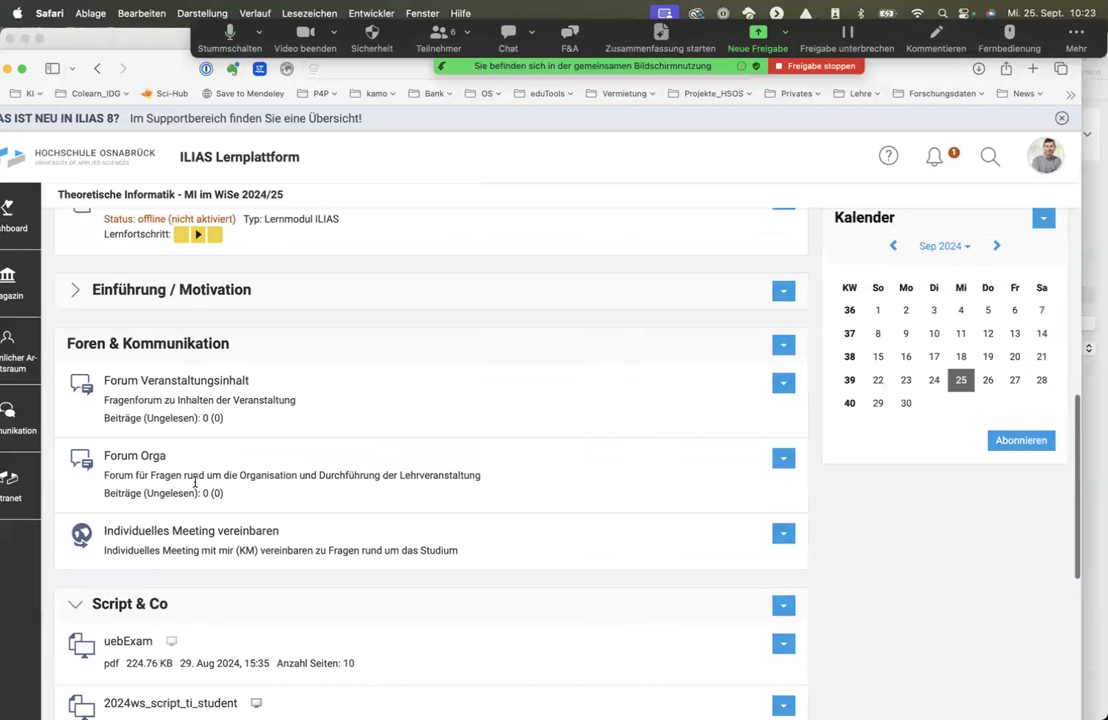 Safari Ablage Bearbeiten Darstellung Verlauf Lesezeichen Entwickler Fenster Hilfe Mi. 25. Sept. 10:23
Stummschalten Video beenden Sicherheit Teilnehmer 6 Chat F&A Zusammenfassung starten Neue Freigabe Freigabe unterbrechen Kommentieren Fernbedienung Mehr
Sie befinden sich in der gemeinsamen Bildschirmnutzung Freigabe stoppen
KI Colearn_IDG Sci-Hub Save to Mendeley P4P kamo Bank OS eduTools Vermietung Projekte_HSOS Privates Lehre Forschungsdaten News
AS IST NEU IN ILIAS 8? Im Supportbereich finden Sie eine Übersicht!
HOCHSCHULE OSNABRÜCK
UNIVERSITY OF APPLIED SCIENCES
ILIAS Lernplattform
1
Theoretische Informatik - MI im WiSe 2024/25
shboard
agazin
nlicher Ar-
tsraum
munikation
tranet
Status: offline (nicht aktiviert) Typ: Lernmodul ILIAS
Lernfortschritt:
Einführung / Motivation
Foren & Kommunikation
Forum Veranstaltungsinhalt
Fragenforum zu Inhalten der Veranstaltung
Beiträge (Ungelesen): 0 (0)
Forum Orga
Forum für Fragen rund um die Organisation und Durchführung der Lehrveranstaltung
Beiträge (Ungelesen): 0 (0)
Individuelles Meeting vereinbaren
Individuelles Meeting mit mir (KM) vereinbaren zu Fragen rund um das Studium
Script & Co
uebExam
pdf 224.76 KB 29. Aug 2024, 15:35 Anzahl Seiten: 10
2024ws_script_ti_student
Kalender
Sep 2024
KW So Mo Di Mi Do Fr Sa
36 1 2 3 4 5 6 7
37 8 9 10 11 12 13 14
38 15 16 17 18 19 20 21
39 22 23 24 25 26 27 28
40 29 30
Abonnieren